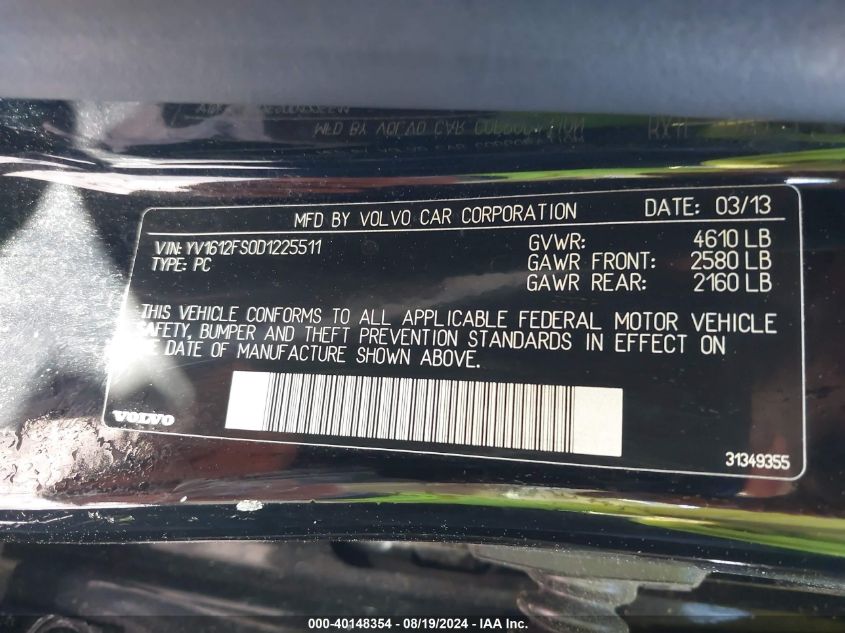 MFD BY VOLVO CAR CORPORATION DATE: 03/13
VIN: YV1612FS0D1225511 GVWR: 4610 LB
TYPE: PC GAWR FRONT: 2580 LB
GAWR REAR: 2160 LB
THIS VEHICLE CONFORMS TO ALL APPLICABLE FEDERAL MOTOR VEHICLE
SAFETY, BUMPER AND THEFT PREVENTION STANDARDS IN EFFECT ON
THE DATE OF MANUFACTURE SHOWN ABOVE.
VOLVO
31349355
000-40148354 - 08/19/2024 - IAA Inc.